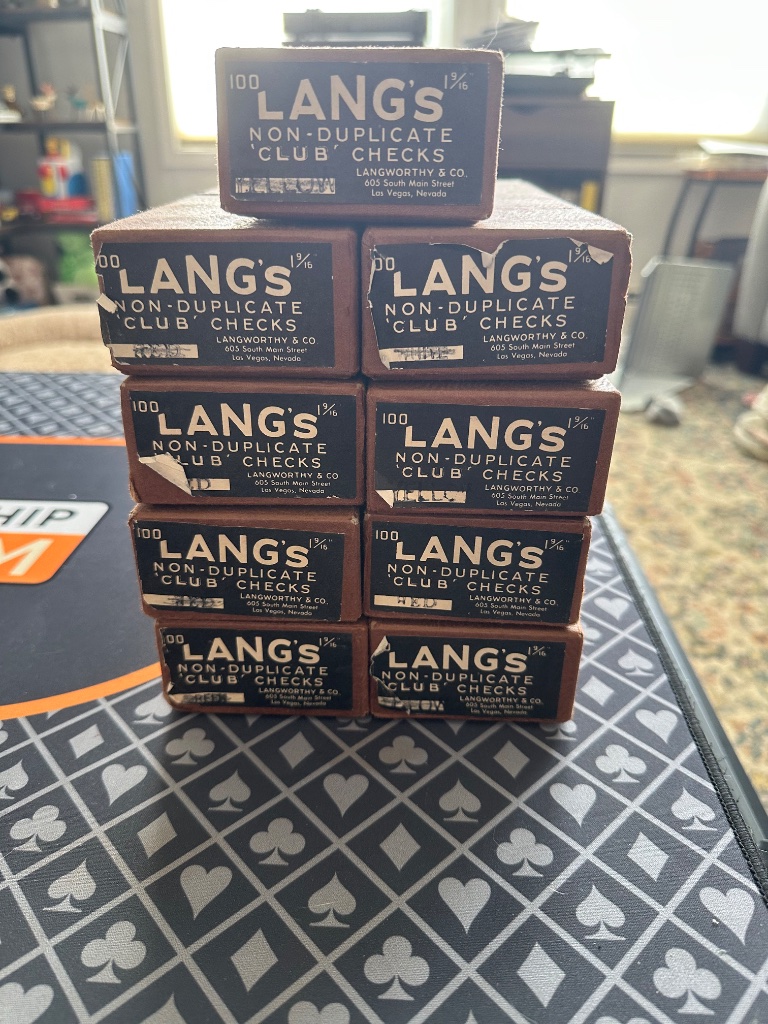 100 LANG'S 1 9/16"
NON-DUPLICATE
'CLUB' CHECKS
LANGWORTHY & CO.
605 South Main Street
Las Vegas, Nevada
YELLOW
00 LANG'S 1 9/16"
NON-DUPLICATE
'CLUB' CHECKS
LANGWORTHY & CO.
605 South Main Street
Las Vegas, Nevada
00 LANG'S 1 9/16
NON-DUPLICATE
'CLUB' CHECKS
LANGWORTHY & CO.
605 South Main Street
Las Vegas, Nevada
100 LANG'S 1 9/16"
NON-DUPLICATE
LUB' CHECKS
LANGWORTHY & CO
605 South Main Street
Las Vegas, Nevada
100 LANG'S 1 9/16"
NON-DUPLICATE
'CLUB' CHECKS
LANGWORTHY & CO.
605 South Main Street
Las Vegas, Nevada
HIP
M
100 LANG'S 1 9/16"
NON-DUPLICATE
'CLUB' CHECKS
LANGWORTHY & CO.
605 South Main Street
Las Vegas, Nevada
100 LANG'S 1 9/16"
NON-DUPLICATE
'CLUB' CHECKS
LANGWORTHY & CO.
605 South Main Street
Las Vegas, Nevada
RED
00 LANG'S 1 9/16"
NON-DUPLICATE
'CLUB' CHECKS
LANGWORTHY & CO.
605 South Main Street
Las Vegas, Nevada
LANG'S 1 9/16"
NON-DUPLICATE
'CLUB' CHECKS
LANGWORTHY & CO.
605 South Main Street
Las Vegas, Nevada